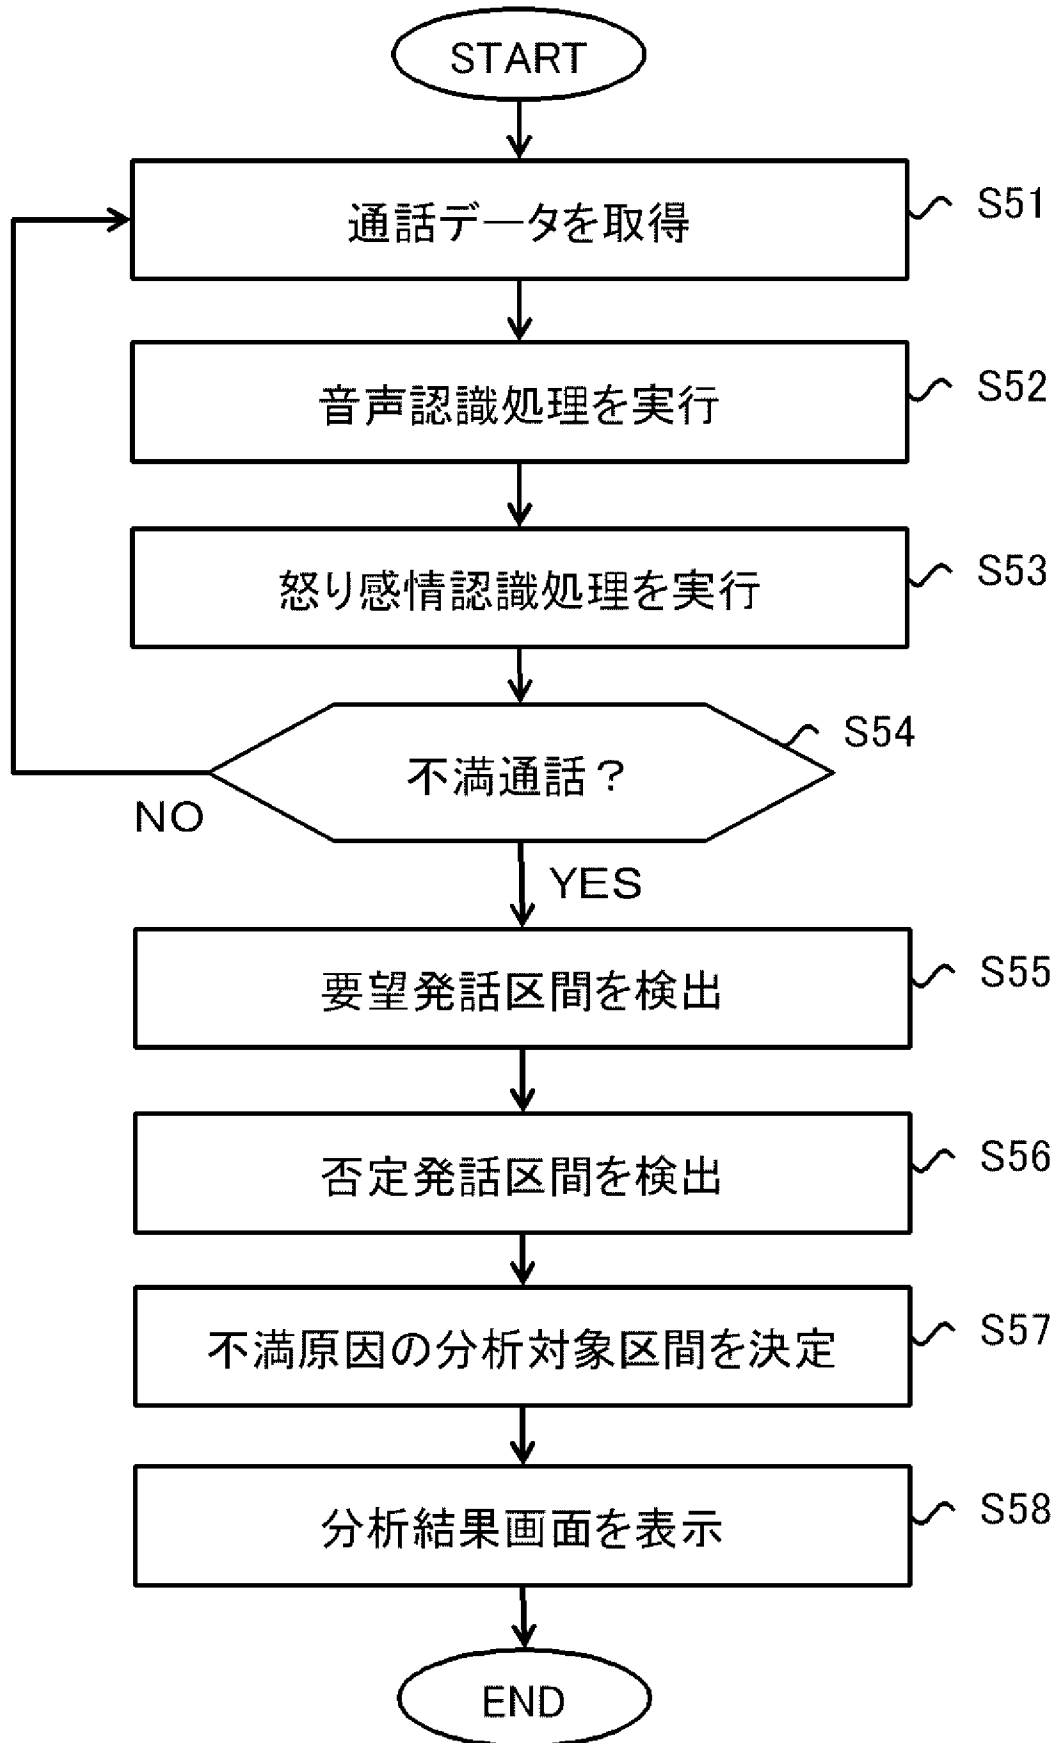 START
通話データを取得
S51
音声認識処理を実行
S52
怒り感情認識処理を実行
S53
不満通話？
S54
NO
YES
要望発話区間を検出
S55
否定発話区間を検出
S56
不満原因の分析対象区間を決定
S57
分析結果画面を表示
S58
END